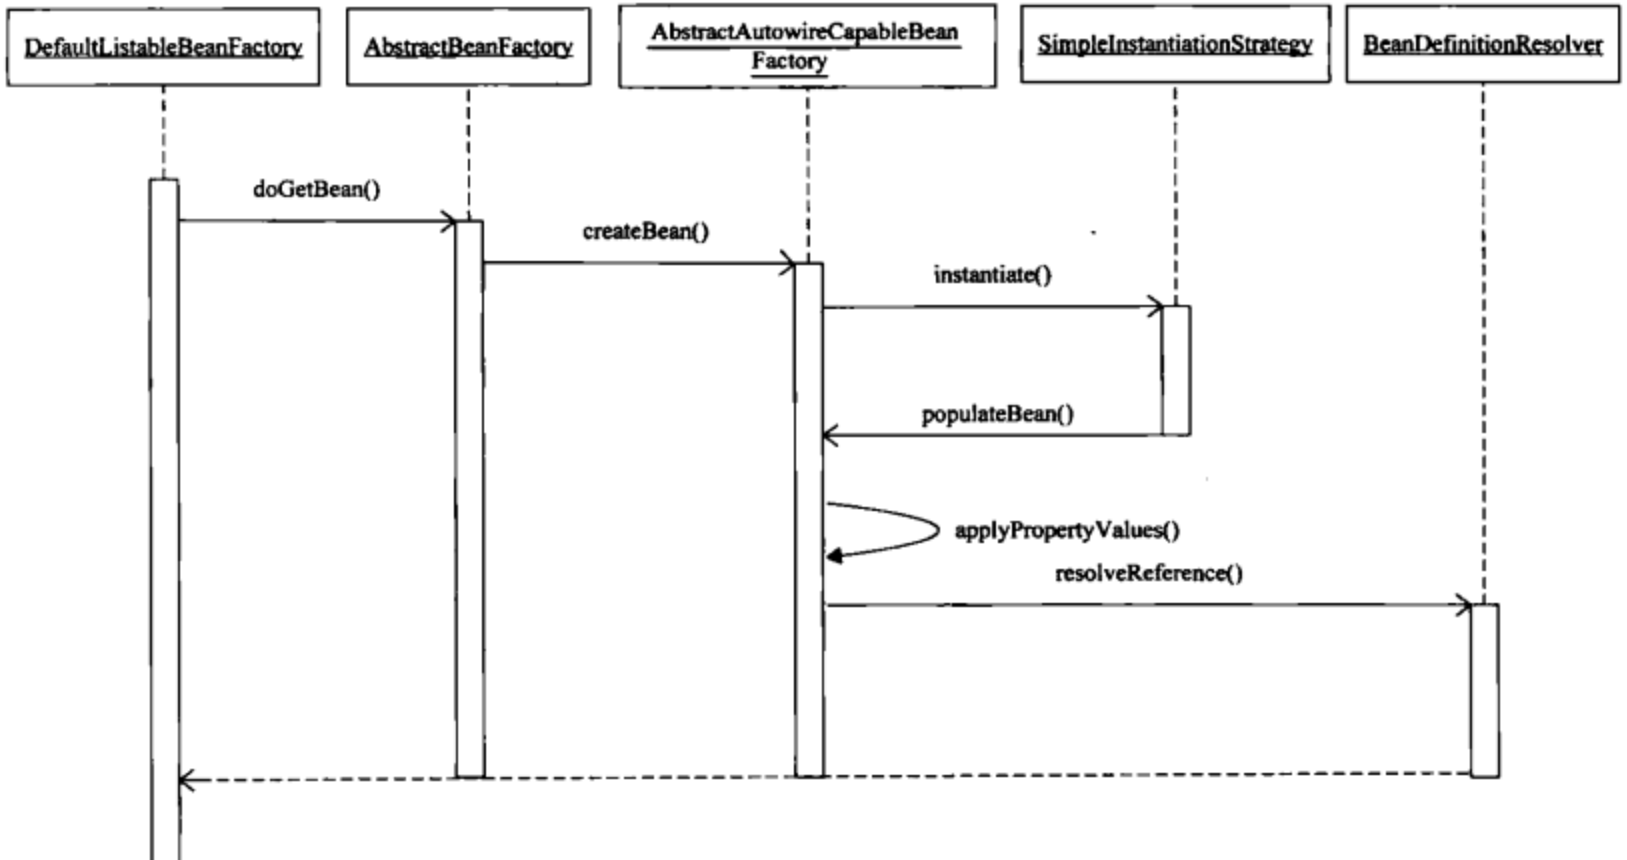 DefaultListableBeanFactory
AbstractBeanFactory
AbstractAutowireCapableBean
Factory
SimpleInstantiationStrategy
BeanDefinitionResolver
doGetBean()
createBean()
instantiate()
populateBean()
applyPropertyValues()
resolveReference()